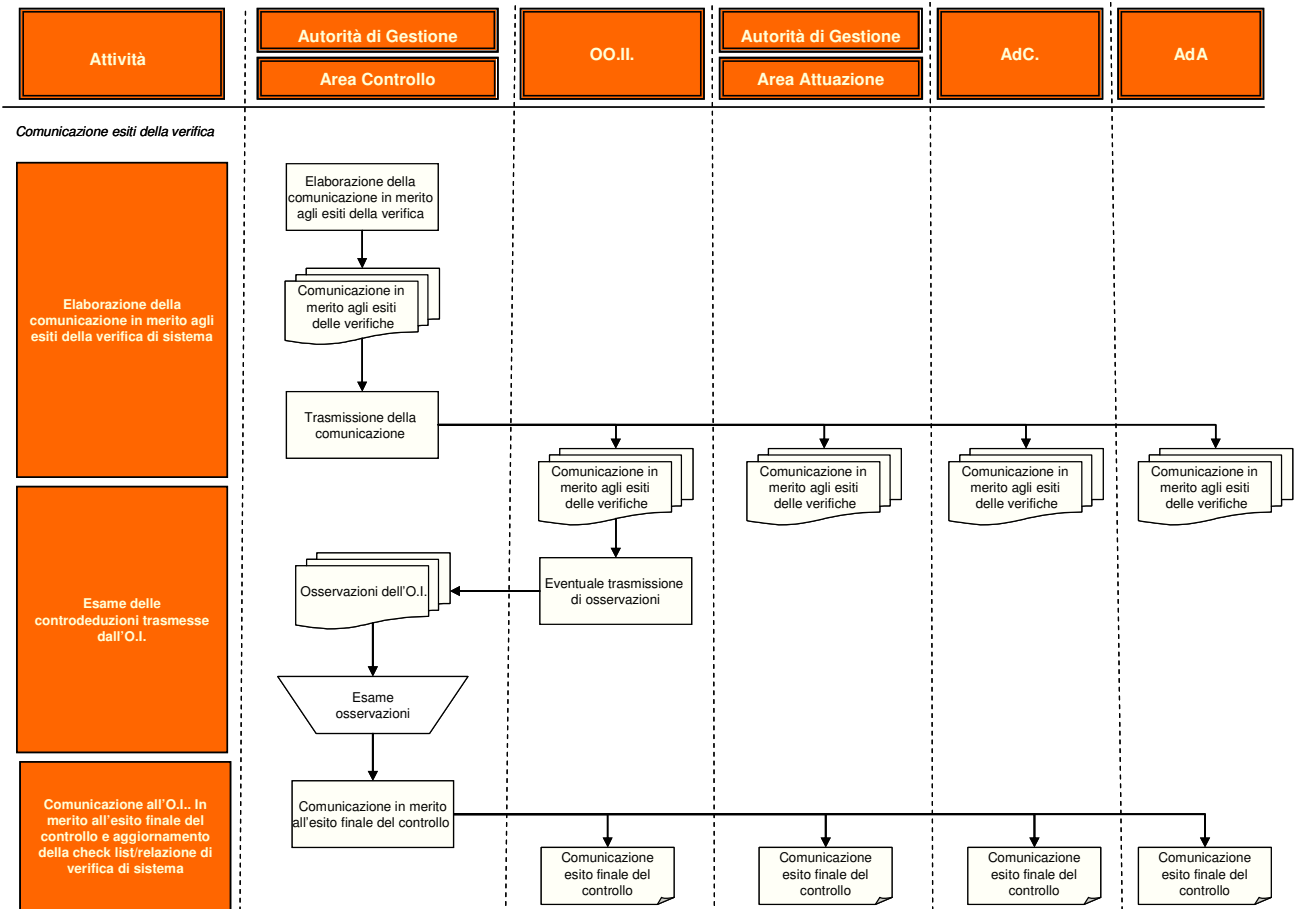 Attività
Autorità di Gestione
Area Controllo
OO.II.
Autorità di Gestione
Area Attuazione
AdC.
AdA
Comunicazione esiti della verifica
Elaborazione della
comunicazione in merito agli
esiti della verifica di sistema
Elaborazione della
comunicazione in merito
agli esiti della verifica
Comunicazione in
merito agli esiti
delle verifiche
Trasmissione della
comunicazione
Comunicazione in
merito agli esiti
delle verifiche
Comunicazione in
merito agli esiti
delle verifiche
Comunicazione in
merito agli esiti
delle verifiche
Comunicazione in
merito agli esiti
delle verifiche
Esame delle
controdeduzioni trasmesse
dall'O.I.
Osservazioni dell'O.I.
Eventuale trasmissione
di osservazioni
Esame
osservazioni
Comunicazione all'O.I.. In
merito all'esito finale del
controllo e aggiornamento
della check list/relazione di
verifica di sistema
Comunicazione in merito
all'esito finale del controllo
Comunicazione
esito finale del
controllo
Comunicazione
esito finale del
controllo
Comunicazione
esito finale del
controllo
Comunicazione
esito finale del
controllo